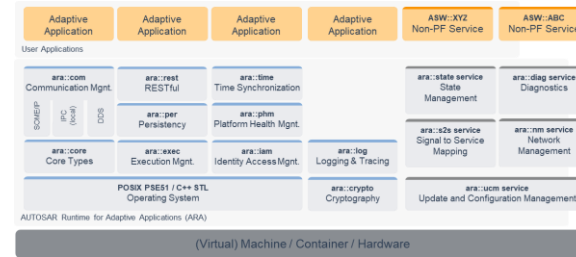 Adaptive
Application
Adaptive
Application
Adaptive
Application
Adaptive
Application
ASW::XYZ
Non-PF Service
ASW::ABC
Non-PF Service
User Applications
ara::com
Communication Mgnt.
SOME/IP
IPC
(local)
DDS
ara::rest
RESTful
ara::time
Time Synchronization
ara::state service
State
Management
ara::diag service
Diagnostics
ara::per
Persistency
ara::phm
Platform Health Mgnt.
ara::s2s service
Signal to Service
Mapping
ara::nm service
Network
Management
ara::core
Core Types
ara::exec
Execution Mgnt.
ara::iam
Identity Access Mgnt.
ara::log
Logging & Tracing
POSIX PSE51 / C++ STL
Operating System
ara::crypto
Cryptography
ara::ucm service
Update and Configuration Management
AUTOSAR Runtime for Adaptive Applications (ARA)
(Virtual) Machine / Container / Hardware